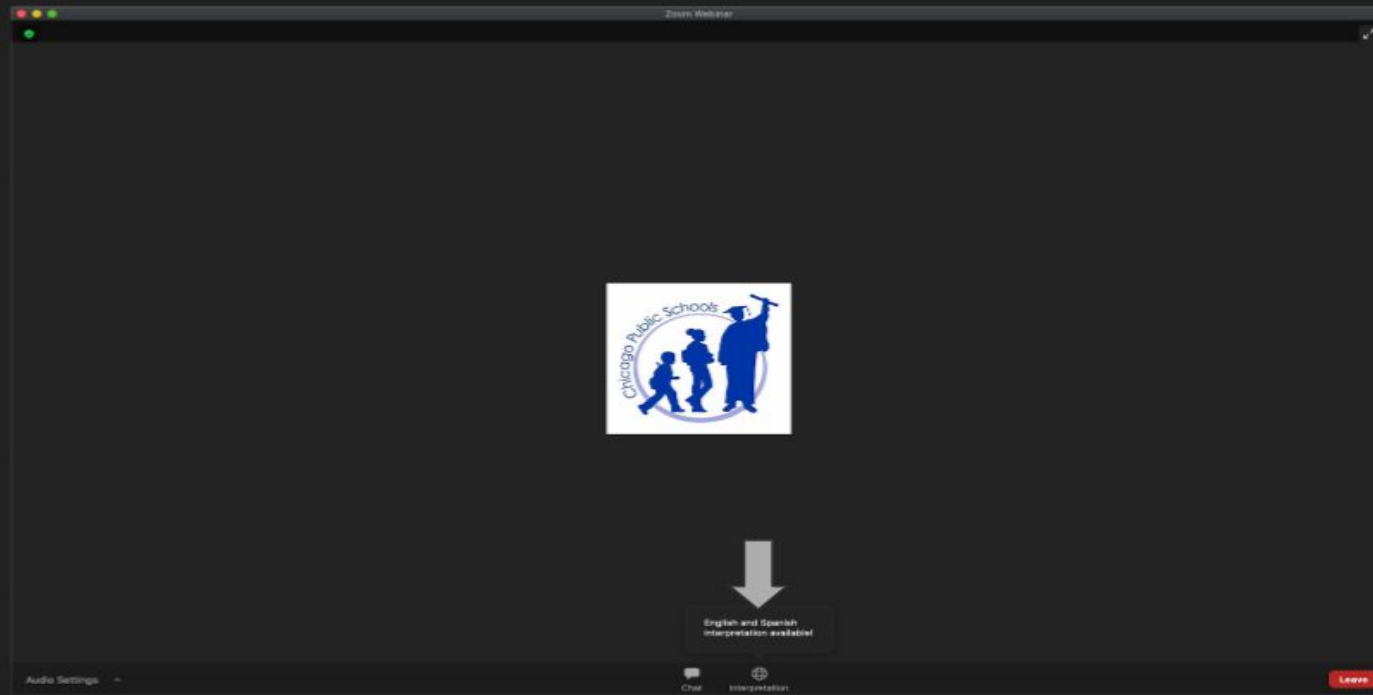 Zoom Webinar
Chicago Public Schools
English and Spanish
interpretation available!
Audio Settings
Chat
Interpretation
Leave